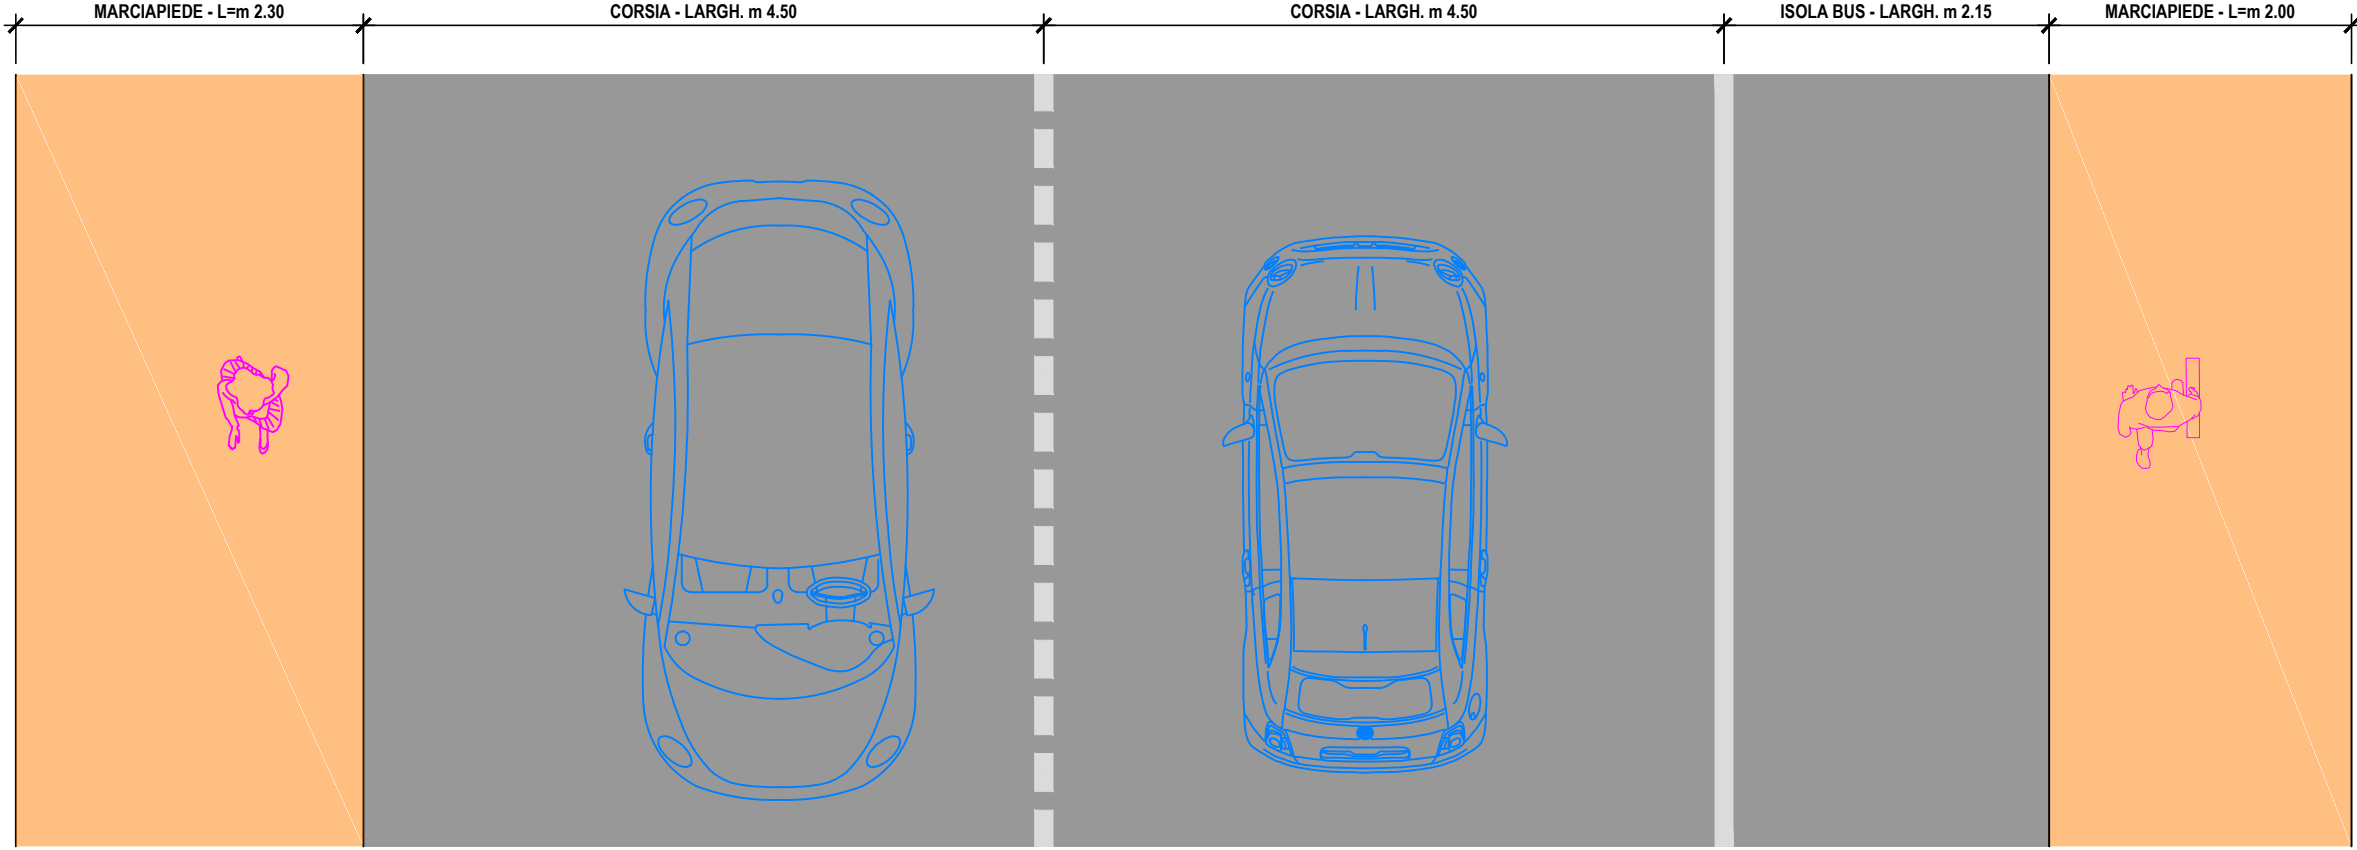 MARCIAPIEDE - L=m 2.30
CORSIA - LARGH. m 4.50
CORSIA - LARGH. m 4.50
ISOLA BUS - LARGH. m 2.15
MARCIAPIEDE - L=m 2.00